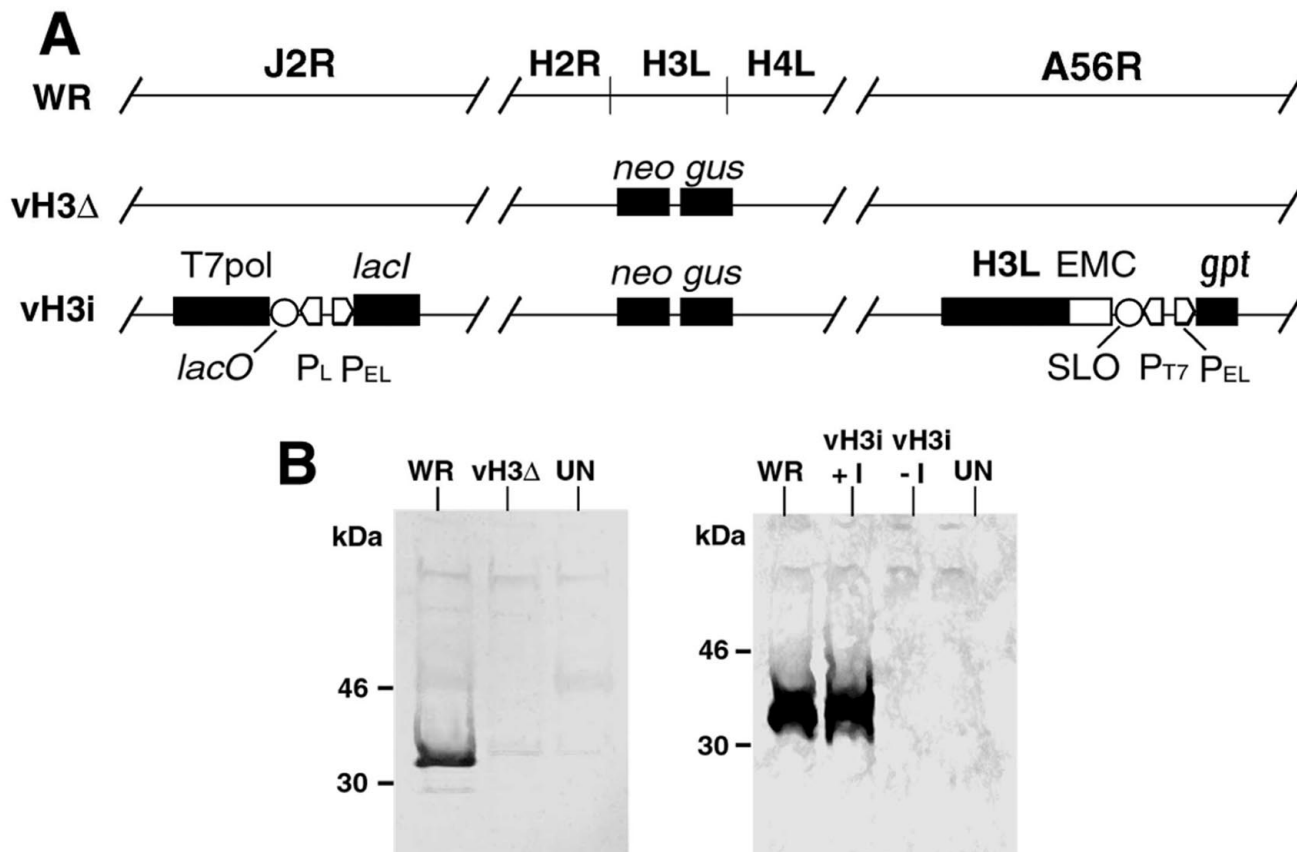 A
J2R H2R H3L H4L A56R
WR
neo gus
vH3Δ
T7pol lacI neo gus H3L EMC gpt
vH3i
lacO PL PEL SLO PT7 PEL
B
WR vH3Δ UN
kDa
46
30
vH3i vH3i
WR + I - I UN
kDa
46
30